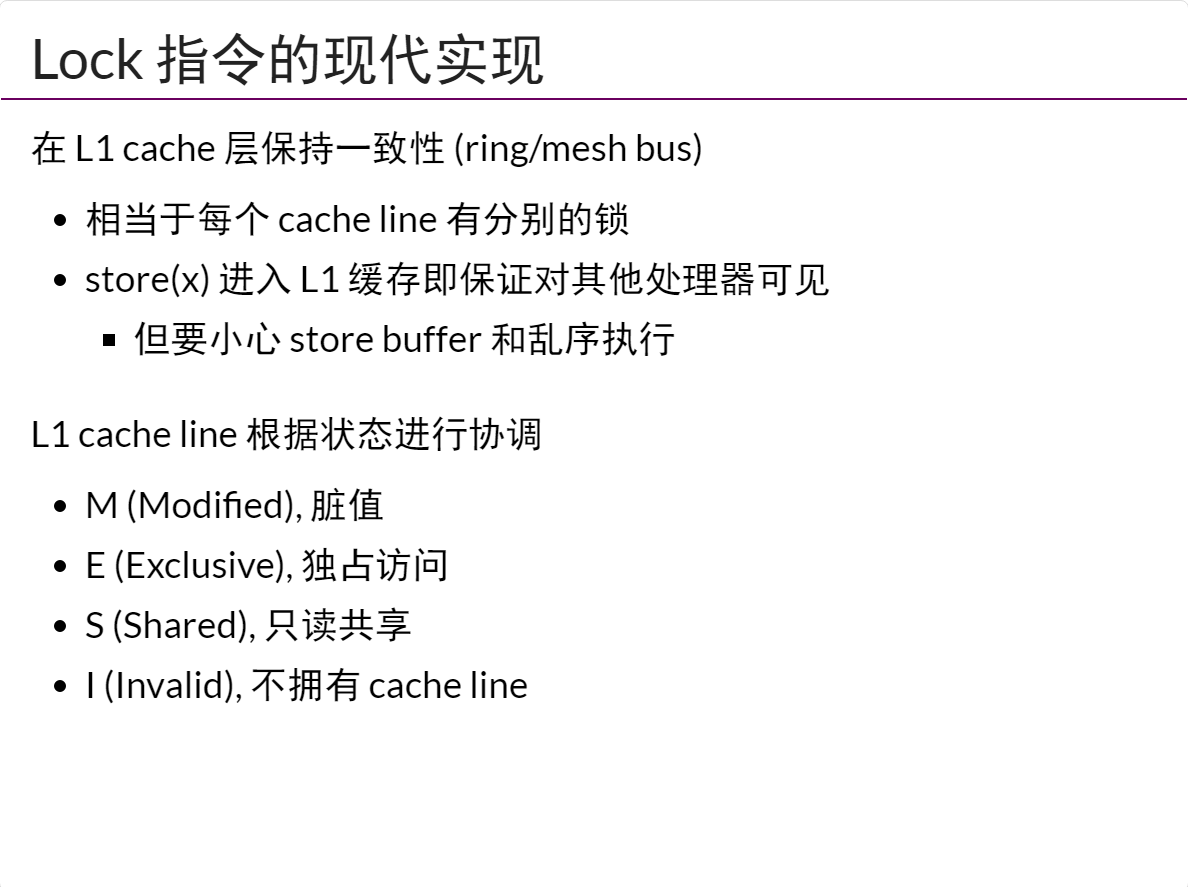 Lock 指令的现代实现
在 L1 cache 层保持一致性 (ring/mesh bus)
相当于每个 cache line 有分别的锁
store(x) 进入 L1 缓存即保证对其他处理器可见
但要小心 store buffer 和乱序执行
L1 cache line 根据状态进行协调
M (Modified), 脏值
E (Exclusive), 独占访问
S (Shared), 只读共享
I (Invalid), 不拥有 cache line